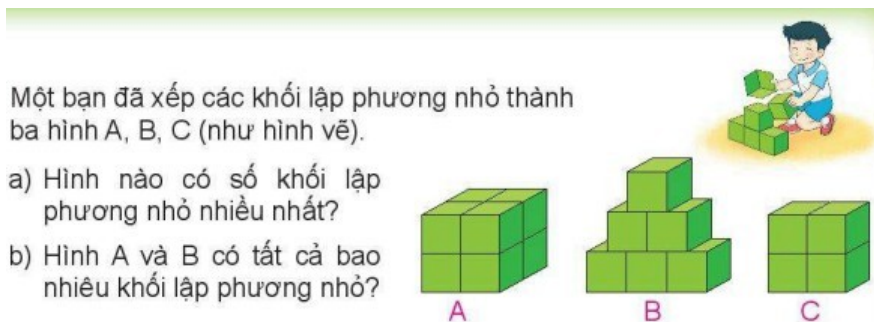 Một bạn đã xếp các khối lập phương nhỏ thành
ba hình A, B, C (như hình vẽ).
a) Hình nào có số khối lập
phương nhỏ nhiều nhất?
b) Hình A và B có tất cả bao
nhiêu khối lập phương nhỏ?
A
B
C